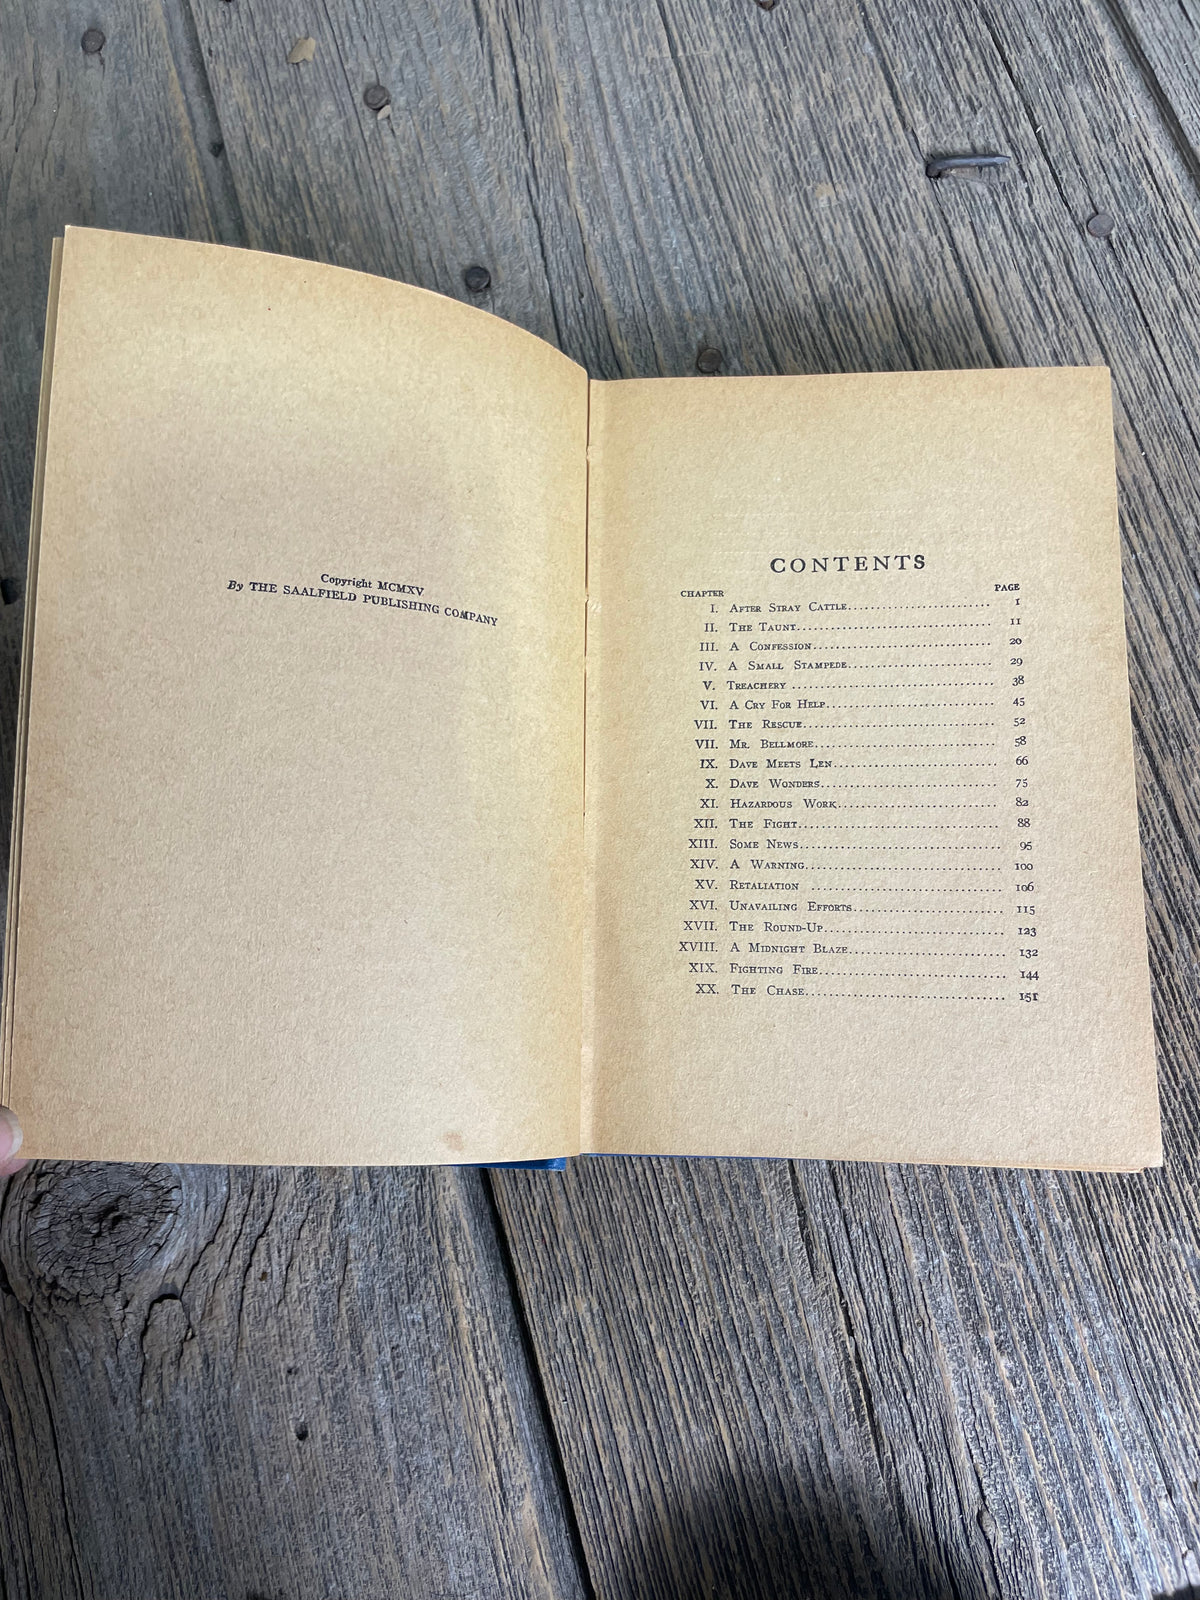 Copyright MCMXV
By THE SAALFIELD PUBLISHING COMPANY
CONTENTS
CHAPTER PAGE
I. After Stray Cattle........................ 1
II. The Taunt................................ 11
III. A Confession............................ 20
IV. A Small Stampede........................ 29
V. Treachery ................................ 38
VI. A Cry For Help........................... 45
VII. The Rescue.............................. 52
VII. Mr. Bellmore............................ 58
IX. Dave Meets Len........................... 66
X. Dave Wonders.............................. 75
XI. Hazardous Work........................... 82
XII. The Fight............................... 88
XIII. Some News.............................. 95
XIV. A Warning............................... 100
XV. Retaliation ............................. 106
XVI. Unavailing Efforts...................... 115
XVII. The Round-Up........................... 123
XVIII. A Midnight Blaze...................... 132
XIX. Fighting Fire........................... 144
XX. The Chase................................ 151